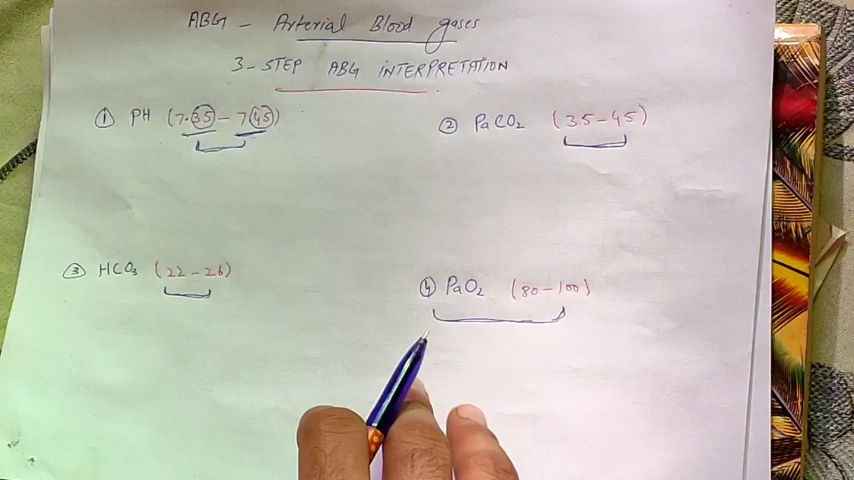 ABG - Arterial Blood gases
3-STEP ABG INTERPRETATION
① PH (7.35 - 7.45)
② PaCO₂ (35 - 45)
③ HCO₃ (22 - 26)
④ PaO₂ (80 - 100)